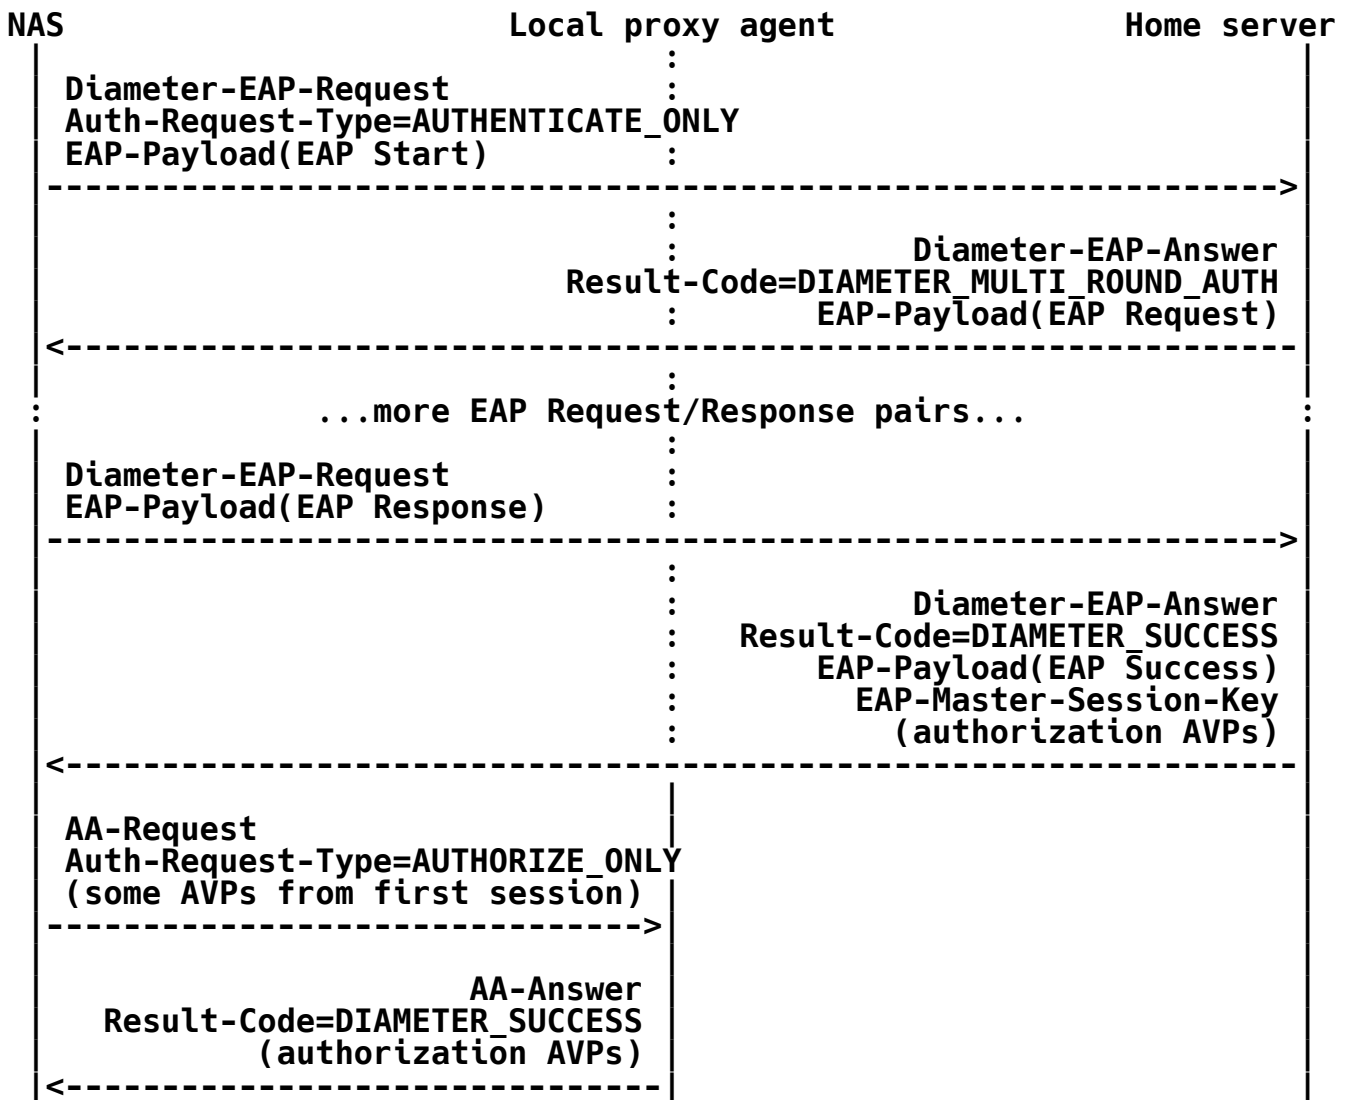 NAS                       Local proxy agent               Home server
Diameter-EAP-Request
Auth-Request-Type=AUTHENTICATE_ONLY
EAP-Payload(EAP Start)
Diameter-EAP-Answer
Result-Code=DIAMETER_MULTI_ROUND_AUTH
EAP-Payload(EAP Request)
...more EAP Request/Response pairs...
Diameter-EAP-Request
EAP-Payload(EAP Response)
Diameter-EAP-Answer
Result-Code=DIAMETER_SUCCESS
EAP-Payload(EAP Success)
EAP-Master-Session-Key
(authorization AVPs)
AA-Request
Auth-Request-Type=AUTHORIZE_ONLY
(some AVPs from first session)
AA-Answer
Result-Code=DIAMETER_SUCCESS
(authorization AVPs)